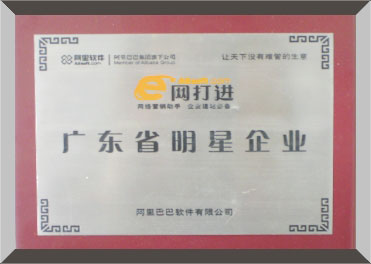 阿里软件 阿里巴巴集团旗下公司 让天下没有难管的生意
Alisoft.com Member of Alibaba Group
e网打进
网络营销助手 企业建站必备
广东省明星企业
阿里巴巴软件有限公司